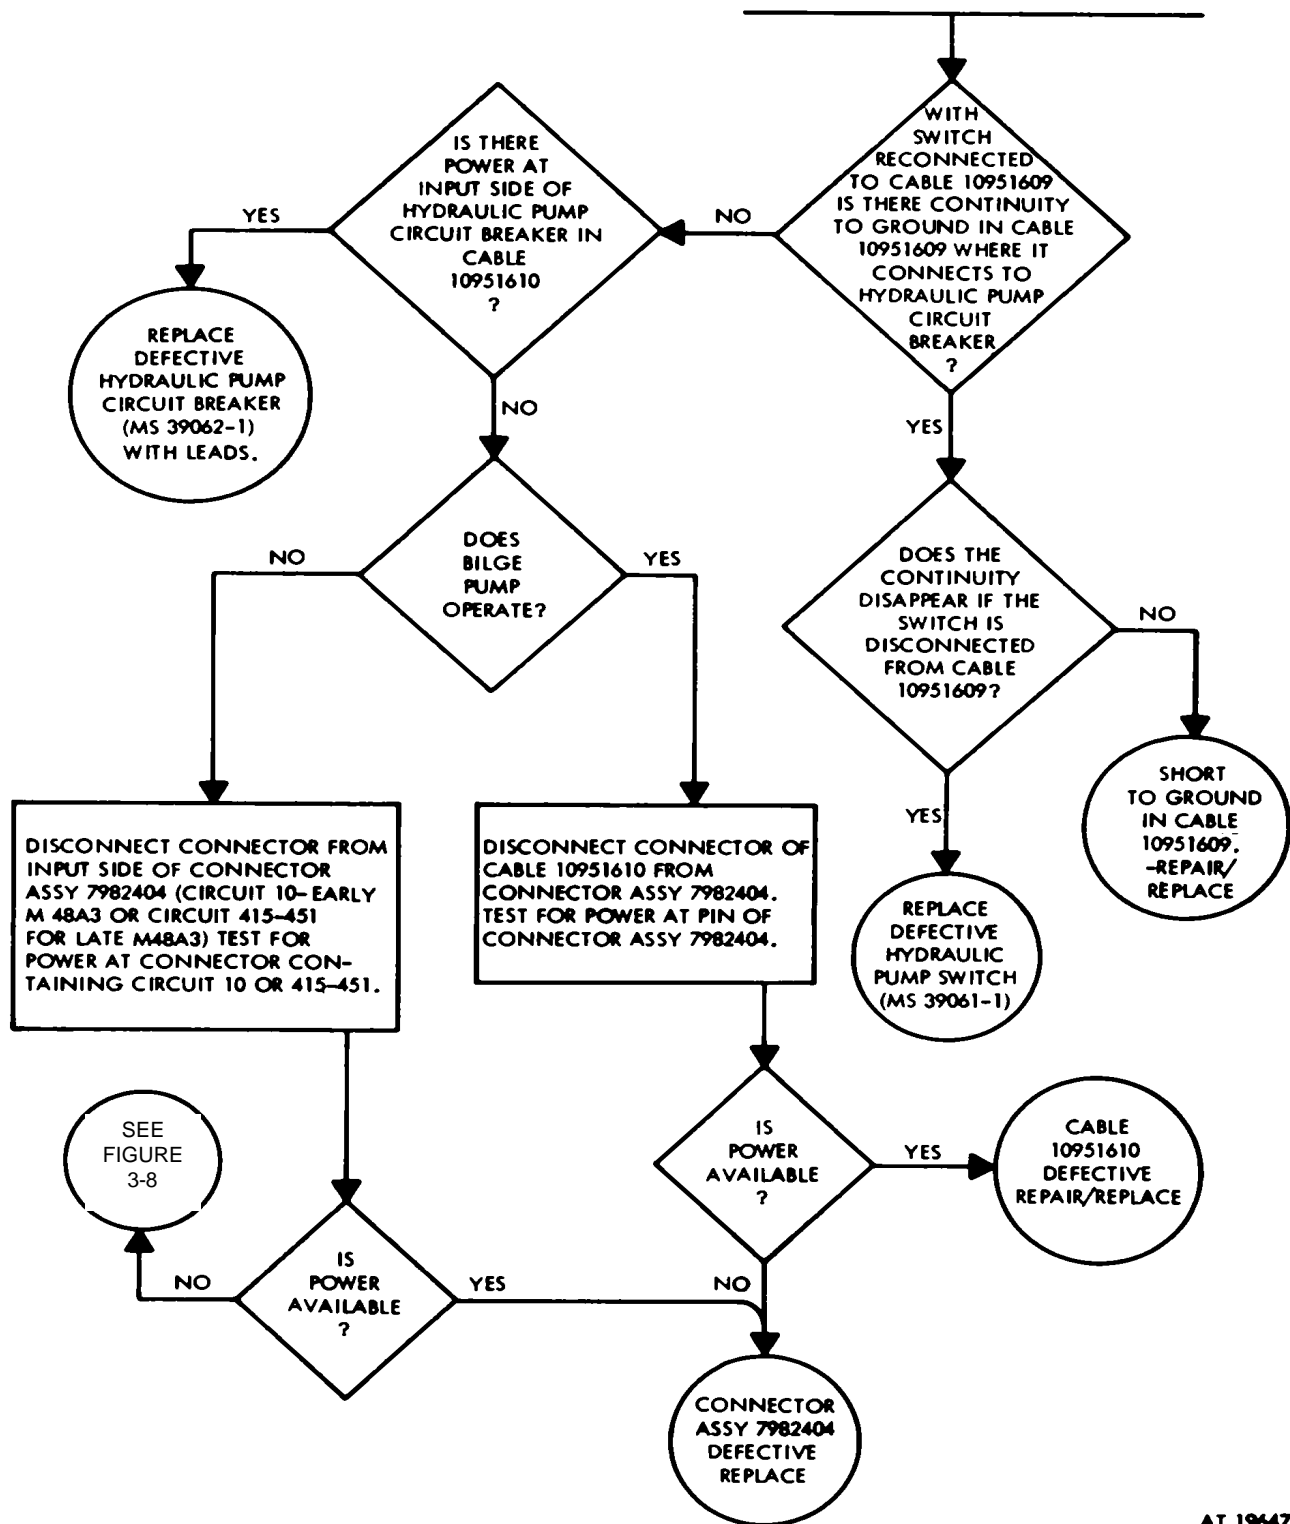 WITH
SWITCH
RECONNECTED
TO CABLE 10951609
IS THERE CONTINUITY
TO GROUND IN CABLE
10951609 WHERE IT
CONNECTS TO
HYDRAULIC PUMP
CIRCUIT
BREAKER
?
NO
YES
IS THERE
POWER AT
INPUT SIDE OF
HYDRAULIC PUMP
CIRCUIT BREAKER IN
CABLE
10951610
?
YES
NO
REPLACE
DEFECTIVE
HYDRAULIC PUMP
CIRCUIT BREAKER
(MS 39062-1)
WITH LEADS.
DOES
BILGE
PUMP
OPERATE?
NO
YES
DOES THE
CONTINUITY
DISAPPEAR IF THE
SWITCH IS
DISCONNECTED
FROM CABLE
10951609?
NO
YES
SHORT
TO GROUND
IN CABLE
10951609.
-REPAIR/
REPLACE
REPLACE
DEFECTIVE
HYDRAULIC
PUMP SWITCH
(MS 39061-1)
DISCONNECT CONNECTOR FROM
INPUT SIDE OF CONNECTOR
ASSY 7982404 (CIRCUIT 10-EARLY
M 48A3 OR CIRCUIT 415-451
FOR LATE M48A3) TEST FOR
POWER AT CONNECTOR CON-
TAINING CIRCUIT 10 OR 415-451.
DISCONNECT CONNECTOR OF
CABLE 10951610 FROM
CONNECTOR ASSY 7982404.
TEST FOR POWER AT PIN OF
CONNECTOR ASSY 7982404.
IS
POWER
AVAILABLE
?
YES
NO
CABLE
10951610
DEFECTIVE
REPAIR/REPLACE
SEE
FIGURE
3-8
IS
POWER
AVAILABLE
?
NO
YES
CONNECTOR
ASSY 7982404
DEFECTIVE
REPLACE
AT 19647